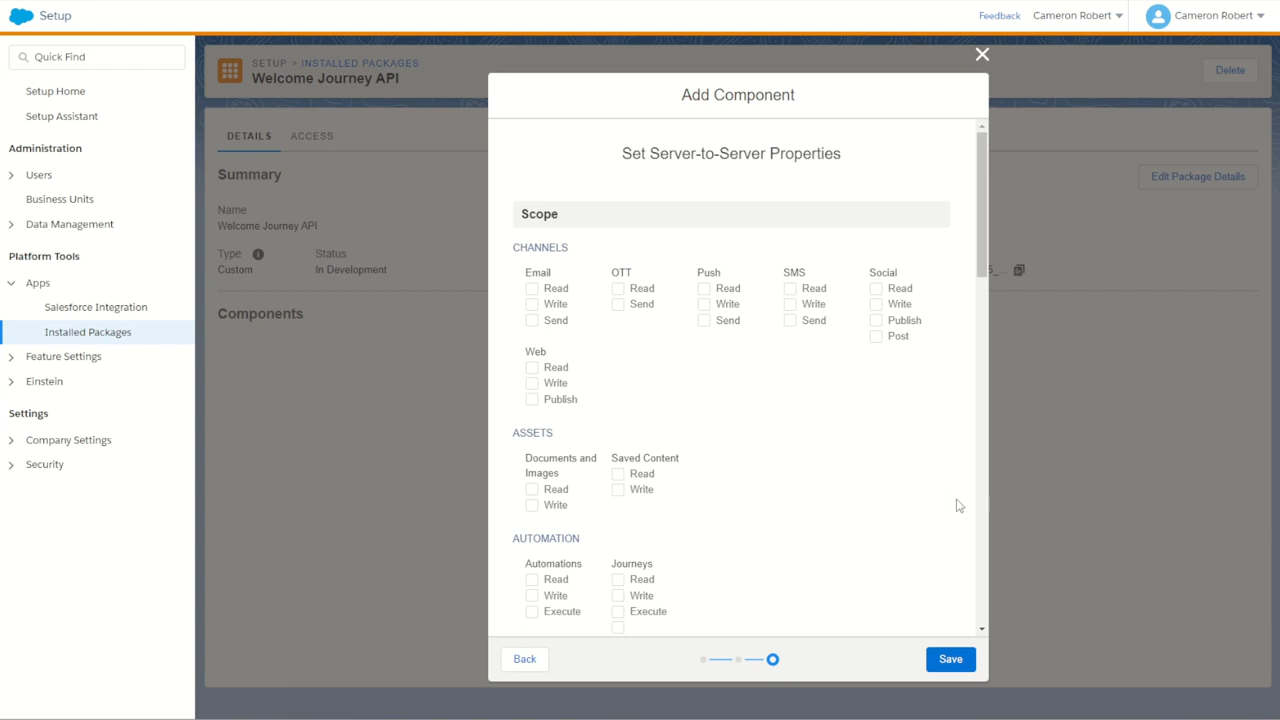 Setup
Feedback
Cameron Robert
Cameron Robert
Quick Find
Setup Home
Setup Assistant
Administration
Users
Business Units
Data Management
Platform Tools
Apps
Salesforce Integration
Installed Packages
Feature Settings
Einstein
Settings
Company Settings
Security
SETUP > INSTALLED PACKAGES
Welcome Journey API
Delete
DETAILS
ACCESS
Summary
Edit Package Details
Name
Welcome Journey API
Type
Status
Custom
In Development
Components
Add Component
Set Server-to-Server Properties
Scope
CHANNELS
Email
Read
Write
Send
OTT
Read
Send
Push
Read
Write
Send
SMS
Read
Write
Send
Social
Read
Write
Publish
Post
Web
Read
Write
Publish
ASSETS
Documents and
Images
Read
Write
Saved Content
Read
Write
AUTOMATION
Automations
Read
Write
Execute
Journeys
Read
Write
Execute
Back
Save